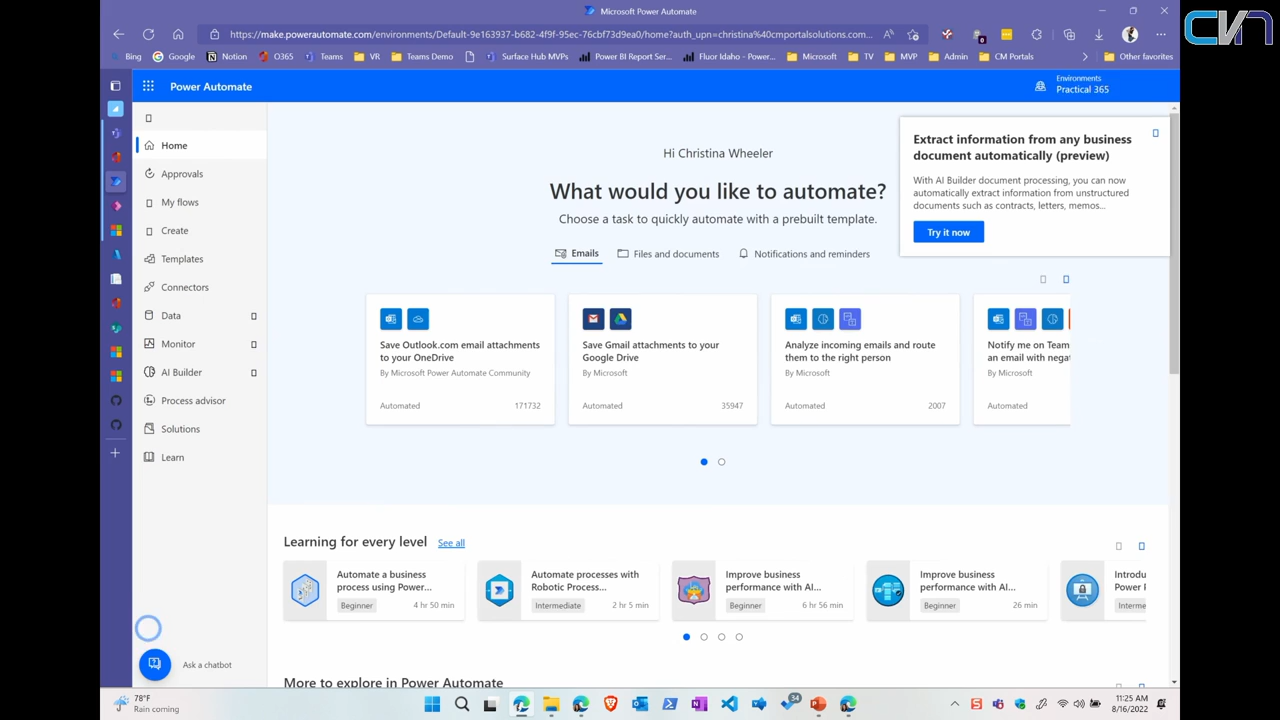 Microsoft Power Automate
CVN
https://make.powerautomate.com/environments/Default-9e163937-b682-4f9f-95ec-76cbf73d9ea0/home?auth_upn=christina%40cmportalsolutions.com...
Bing Google Notion O365 Teams VR Teams Demo Surface Hub MVPs Power BI Report Ser... Fluor Idaho - Power... Microsoft TV MVP Admin CM Portals Other favorites
Power Automate
Environments
Practical 365
Home
Approvals
My flows
Create
Templates
Connectors
Data
Monitor
AI Builder
Process advisor
Solutions
Learn
Ask a chatbot
Hi Christina Wheeler
What would you like to automate?
Choose a task to quickly automate with a prebuilt template.
Emails Files and documents Notifications and reminders
Extract information from any business
document automatically (preview)
With AI Builder document processing, you can now
automatically extract information from unstructured
documents such as contracts, letters, memos...
Try it now
Save Outlook.com email attachments
to your OneDrive
By Microsoft Power Automate Community
Automated 171732
Save Gmail attachments to your
Google Drive
By Microsoft
Automated 35947
Analyze incoming emails and route
them to the right person
By Microsoft
Automated 2007
Notify me on Team
an email with negat
By Microsoft
Automated
Learning for every level See all
Automate a business
process using Power...
Beginner 4 hr 50 min
Automate processes with
Robotic Process...
Intermediate 2 hr 5 min
Improve business
performance with AI...
Beginner 6 hr 56 min
Improve business
performance with AI...
Beginner 26 min
Introdu
Power P
Interme
More to explore in Power Automate
78°F
Rain coming
34
11:25 AM
8/16/2022